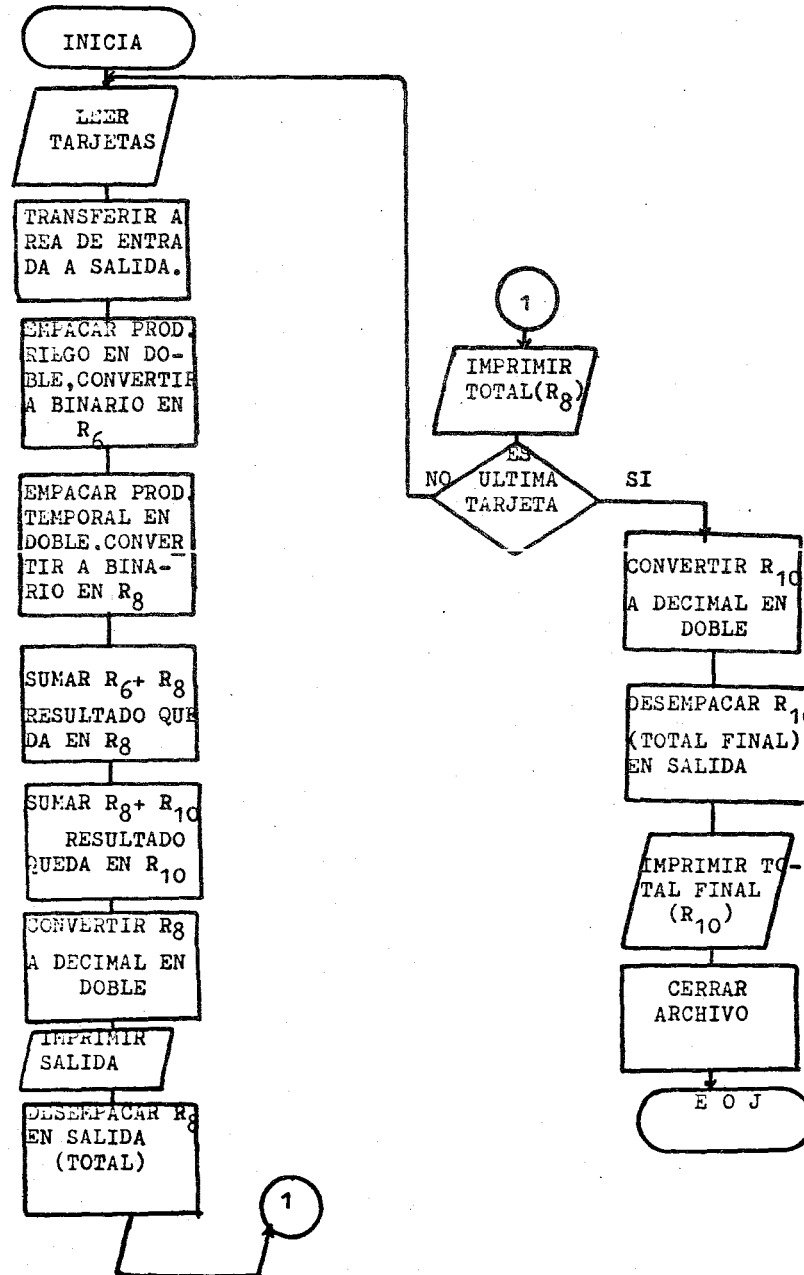 INICIA
LEER
TARJETAS
TRANSFERIR A
REA DE ENTRA
DA A SALIDA.
EMPACAR PROD.
RIEGO EN DO-
BLE,CONVERTIR
A BINARIO EN
R6
EMPACAR PROD.
TEMPORAL EN
DOBLE.CONVER
TIR A BINA-
RIO EN R8
SUMAR R6+ R8
RESULTADO QUE
DA EN R8
SUMAR R8+ R10
RESULTADO
QUEDA EN R10
CONVERTIR R8
A DECIMAL EN
DOBLE
IMPRIMIR
SALIDA
DESEMPACAR R8
EN SALIDA
(TOTAL)
1
1
IMPRIMIR
TOTAL(R8)
ES
ULTIMA
TARJETA
NO
SI
CONVERTIR R10
A DECIMAL EN
DOBLE
DESEMPACAR R10
(TOTAL FINAL)
EN SALIDA
IMPRIMIR TO-
TAL FINAL
(R10)
CERRAR
ARCHIVO
E O J